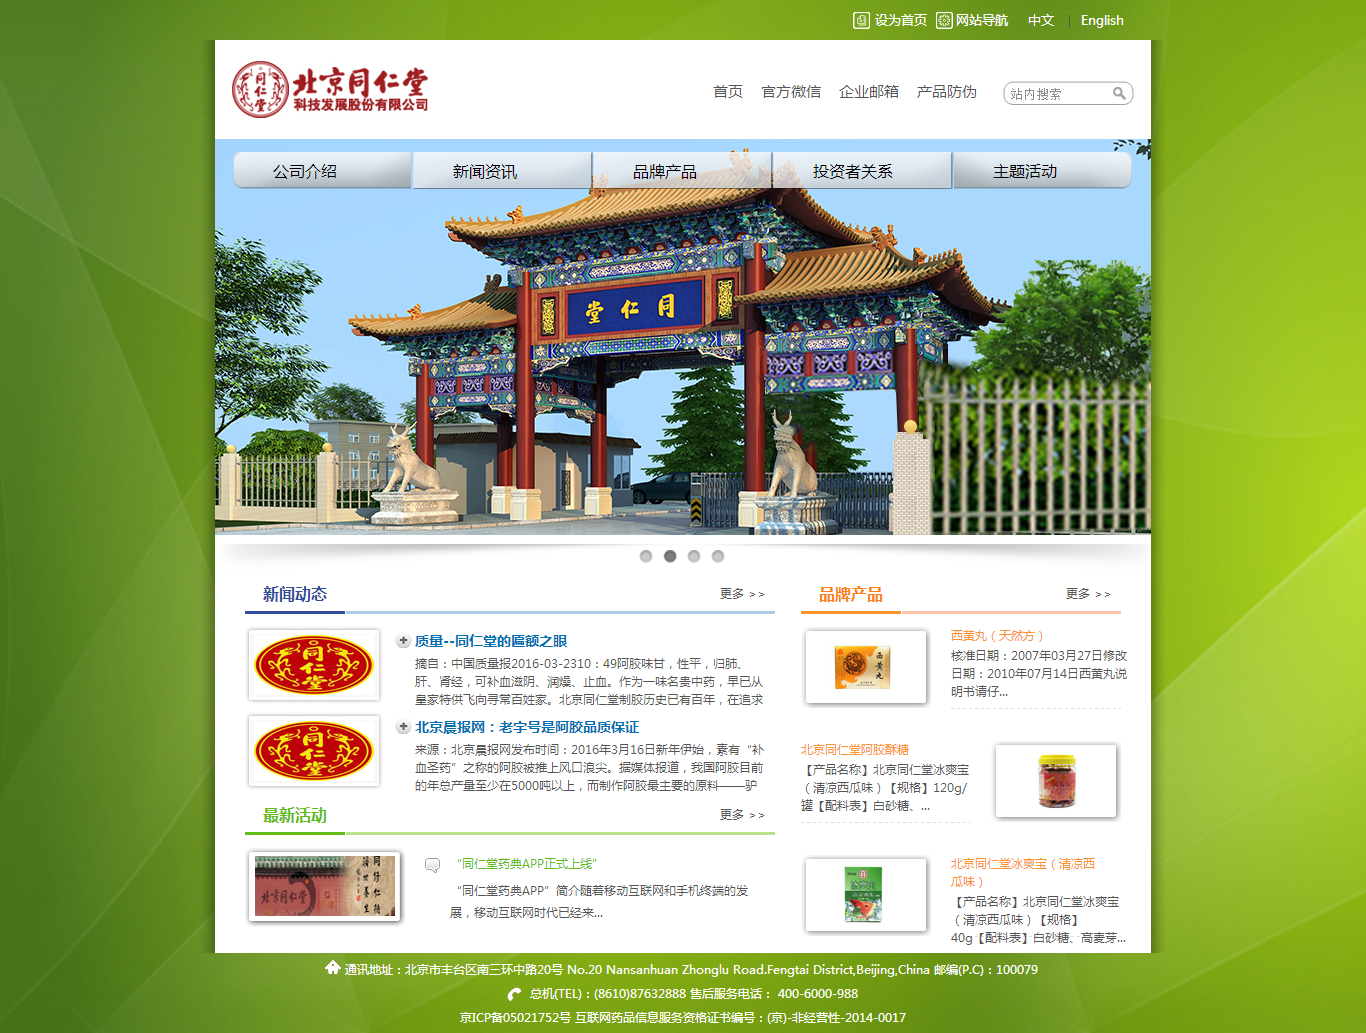 设为首页 网站导航 中文 English
同仁堂
北京同仁堂
科技发展股份有限公司
首页 官方微信 企业邮箱 产品防伪 站内搜索
公司介绍 新闻资讯 品牌产品 投资者关系 主题活动
堂仁同
新闻动态 更多 >>
同仁堂
质量--同仁堂的匾额之眼
摘自：中国质量报2016-03-2310：49阿胶味甘，性平，归肺、
肝、肾经，可补血滋阴、润燥、止血。作为一味名贵中药，早已从
皇家特供飞向寻常百姓家。北京同仁堂制胶历史已有百年，在追求
同仁堂
北京晨报网：老字号是阿胶品质保证
来源：北京晨报网发布时间：2016年3月16日新年伊始，素有“补
血圣药”之称的阿胶被推上风口浪尖。据媒体报道，我国阿胶目前
的年总产量至少在5000吨以上，而制作阿胶最主要的原料——驴
最新活动 更多 >>
北京同仁堂
同修仁德
济世养生
“同仁堂药典APP正式上线”
“同仁堂药典APP”简介随着移动互联网和手机终端的发
展，移动互联网时代已经来...
品牌产品 更多 >>
西黄丸
西黄丸（天然方）
核准日期：2007年03月27日修改
日期：2010年07月14日西黄丸说
明书请仔...
北京同仁堂阿胶酥糖
【产品名称】北京同仁堂冰爽宝
（清凉西瓜味）【规格】120g/
罐【配料表】白砂糖、...
北京同仁堂冰爽宝（清凉西
瓜味）
【产品名称】北京同仁堂冰爽宝
（清凉西瓜味）【规格】
40g【配料表】白砂糖、高麦芽...
通讯地址：北京市丰台区南三环中路20号 No.20 Nansanhuan Zhonglu Road.Fengtai District,Beijing,China 邮编(P.C)：100079
总机(TEL)：(8610)87632888 售后服务电话： 400-6000-988
京ICP备05021752号 互联网药品信息服务资格证书编号：(京)-非经营性-2014-0017